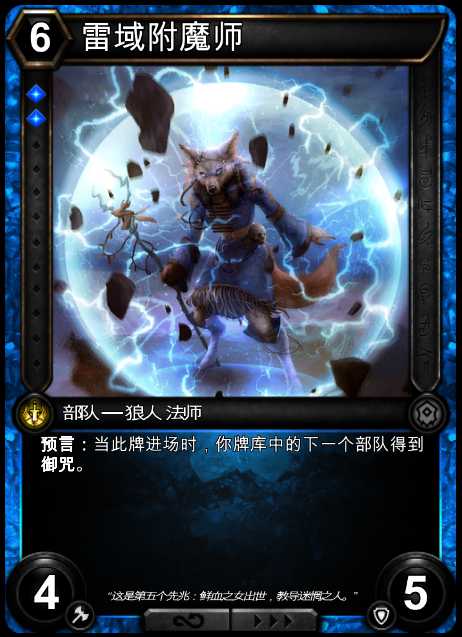 6
雷域附魔师
部队 — 狼人 法师
预言：当此牌进场时，你牌库中的下一个部队得到
御咒。
4
“这是第五个先兆：鲜血之女出世，教导迷惘之人。”
5